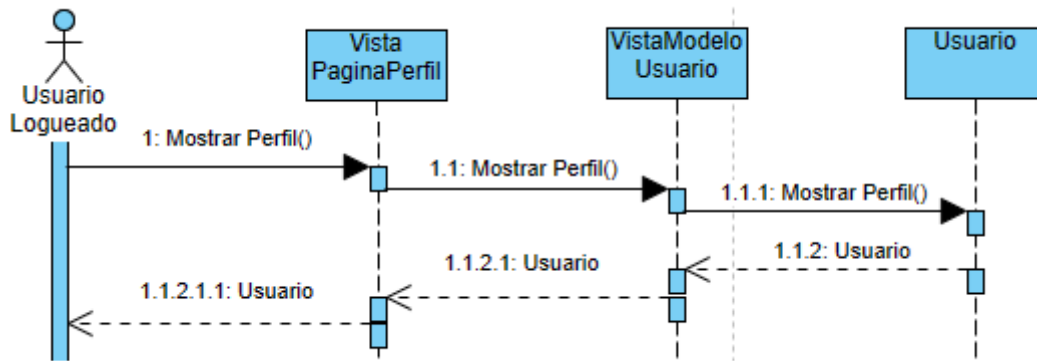 Usuario
Logueado
Vista
PaginaPerfil
VistaModelo
Usuario
Usuario
1: Mostrar Perfil()
1.1: Mostrar Perfil()
1.1.1: Mostrar Perfil()
1.1.2: Usuario
1.1.2.1: Usuario
1.1.2.1.1: Usuario